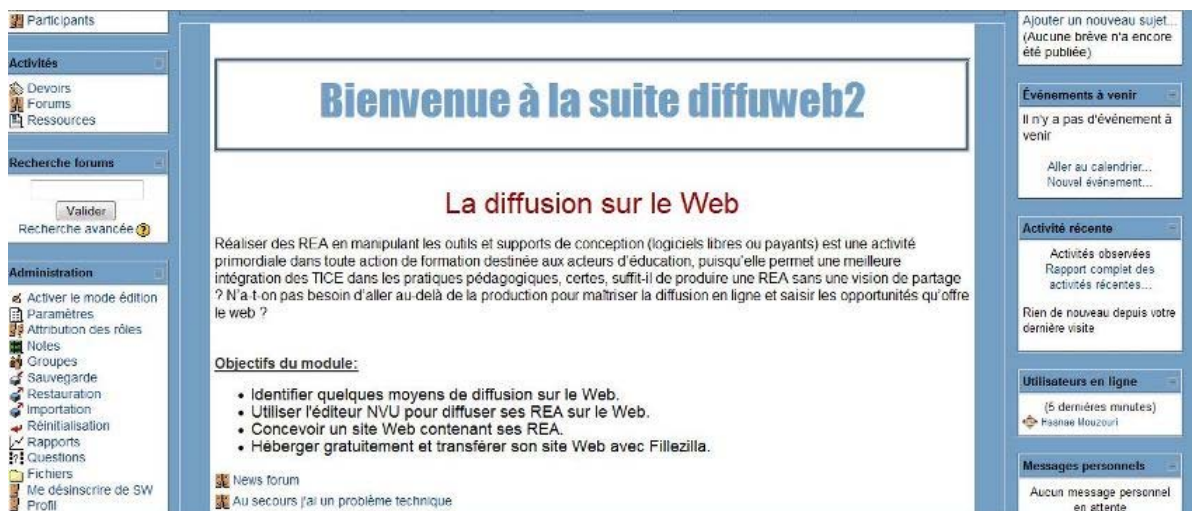 Participants
Activités
Devoirs
Forums
Ressources
Recherche forums
Valider
Recherche avancée
Administration
Activer le mode édition
Paramètres
Attribution des rôles
Notes
Groupes
Sauvegarde
Restauration
Importation
Réinitialisation
Rapports
Questions
Fichiers
Me désinscrire de SW
Profil
Bienvenue à la suite diffuweb2
La diffusion sur le Web
Réaliser des REA en manipulant les outils et supports de conception (logiciels libres ou payants) est une activité
primordiale dans toute action de formation destinée aux acteurs d'éducation, puisqu'elle permet une meilleure
intégration des TICE dans les pratiques pédagogiques, certes, suffit-il de produire une REA sans une vision de partage
? N'a-t-on pas besoin d'aller au-delà de la production pour maîtriser la diffusion en ligne et saisir les opportunités qu'offre
le web ?
Objectifs du module:
• Identifier quelques moyens de diffusion sur le Web.
• Utiliser l'éditeur NVU pour diffuser ses REA sur le Web.
• Concevoir un site Web contenant ses REA.
• Héberger gratuitement et transférer son site Web avec Fillezilla.
News forum
Au secours j'ai un problème technique
Ajouter un nouveau sujet...
(Aucune brève n'a encore
été publiée)
Événements à venir
Il n'y a pas d'événement à
venir
Aller au calendrier...
Nouvel événement...
Activité récente
Activités observées
Rapport complet des
activités récentes...
Rien de nouveau depuis votre
dernière visite
Utilisateurs en ligne
(5 dernières minutes)
Hasnae Mouzouri
Messages personnels
Aucun message personnel
en attente